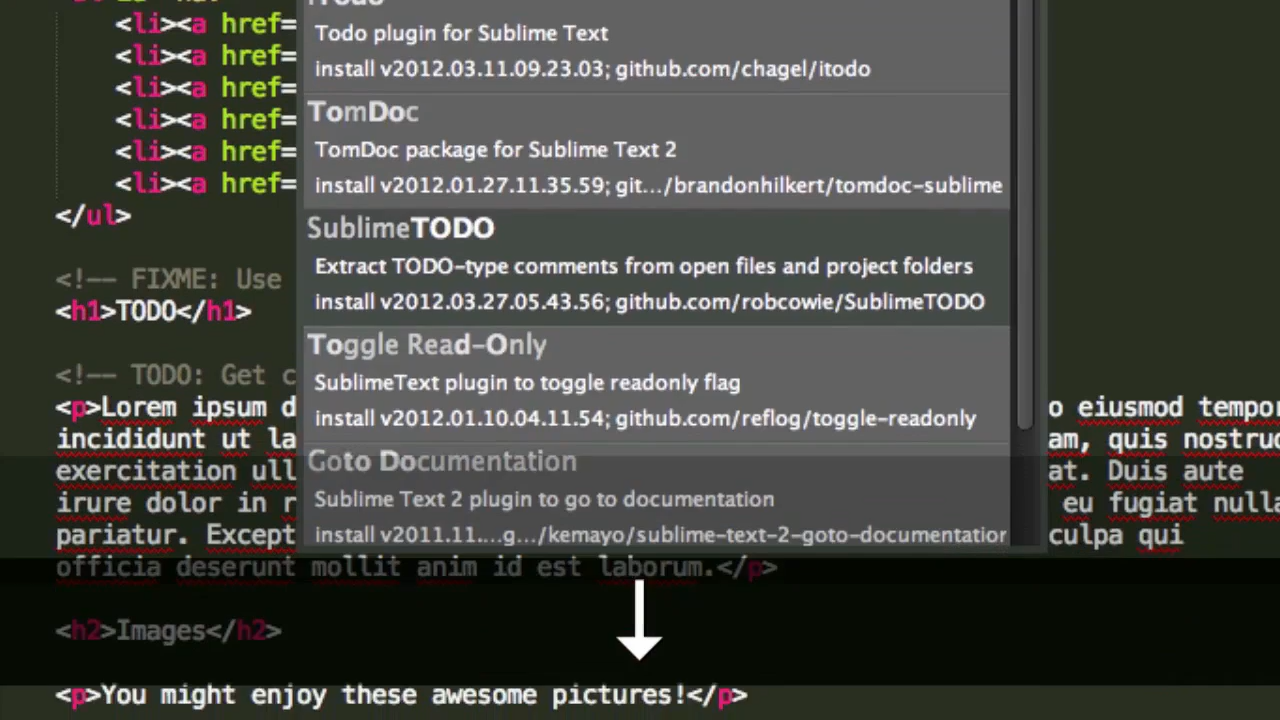 <li><a href=
Todo plugin for Sublime Text
<li><a href=
install v2012.03.11.09.23.03; github.com/chagel/itodo
<li><a href=
TomDoc
<li><a href=
TomDoc package for Sublime Text 2
<li><a href=
install v2012.01.27.11.35.59; git.../brandonhilkert/tomdoc-sublime
<li><a href=
</ul>
SublimeTODO
Extract TODO-type comments from open files and project folders
<!-- FIXME: Use
install v2012.03.27.05.43.56; github.com/robcowie/SublimeTODO
<h1>TODO</h1>
Toggle Read-Only
<!-- TODO: Get c
SublimeText plugin to toggle readonly flag
<p>Lorem ipsum d
o eiusmod tempor
install v2012.01.10.04.11.54; github.com/reflog/toggle-readonly
incididunt ut la
am, quis nostrud
Goto Documentation
exercitation ull
at. Duis aute
Sublime Text 2 plugin to go to documentation
irure dolor in r
eu fugiat nulla
install v2011.11....g.../kemayo/sublime-text-2-goto-documentation
pariatur. Except
culpa qui
officia deserunt mollit anim id est laborum.</p>
<h2>Images</h2>
<p>You might enjoy these awesome pictures!</p>